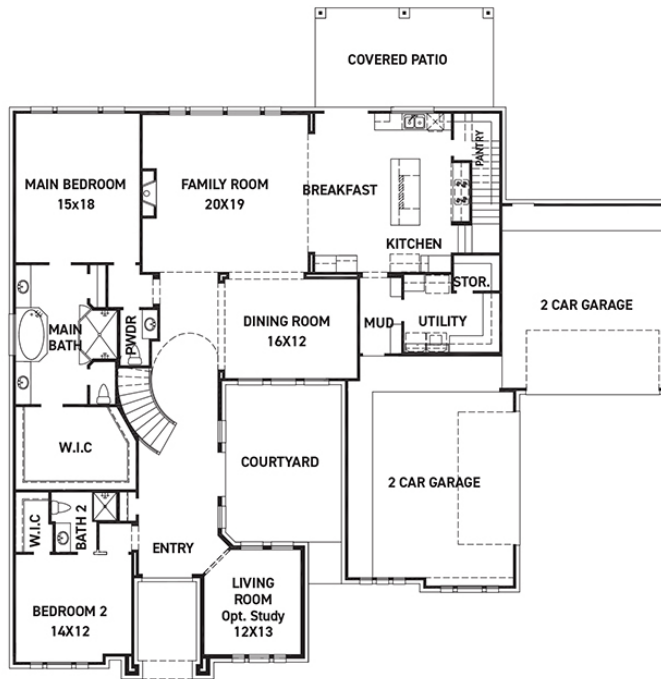 COVERED PATIO
MAIN BEDROOM
15x18
FAMILY ROOM
20X19
BREAKFAST
PANTRY
KITCHEN
STOR.
2 CAR GARAGE
MAIN
BATH
PWDR
DINING ROOM
16X12
MUD
UTILITY
W.I.C
COURTYARD
2 CAR GARAGE
W.I.C
BATH 2
ENTRY
BEDROOM 2
14X12
LIVING
ROOM
Opt. Study
12X13